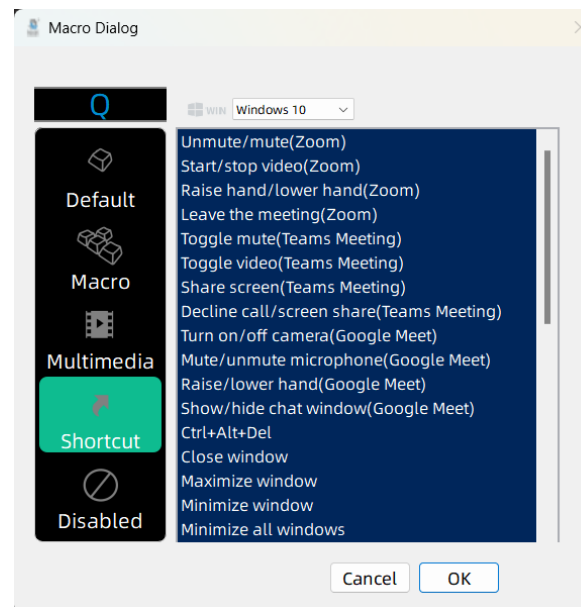 Macro Dialog
Q
WIN Windows 10
Default
Macro
Multimedia
Shortcut
Disabled
Unmute/mute(Zoom)
Start/stop video(Zoom)
Raise hand/lower hand(Zoom)
Leave the meeting(Zoom)
Toggle mute(Teams Meeting)
Toggle video(Teams Meeting)
Share screen(Teams Meeting)
Decline call/screen share(Teams Meeting)
Turn on/off camera(Google Meet)
Mute/unmute microphone(Google Meet)
Raise/lower hand(Google Meet)
Show/hide chat window(Google Meet)
Ctrl+Alt+Del
Close window
Maximize window
Minimize window
Minimize all windows
Cancel
OK